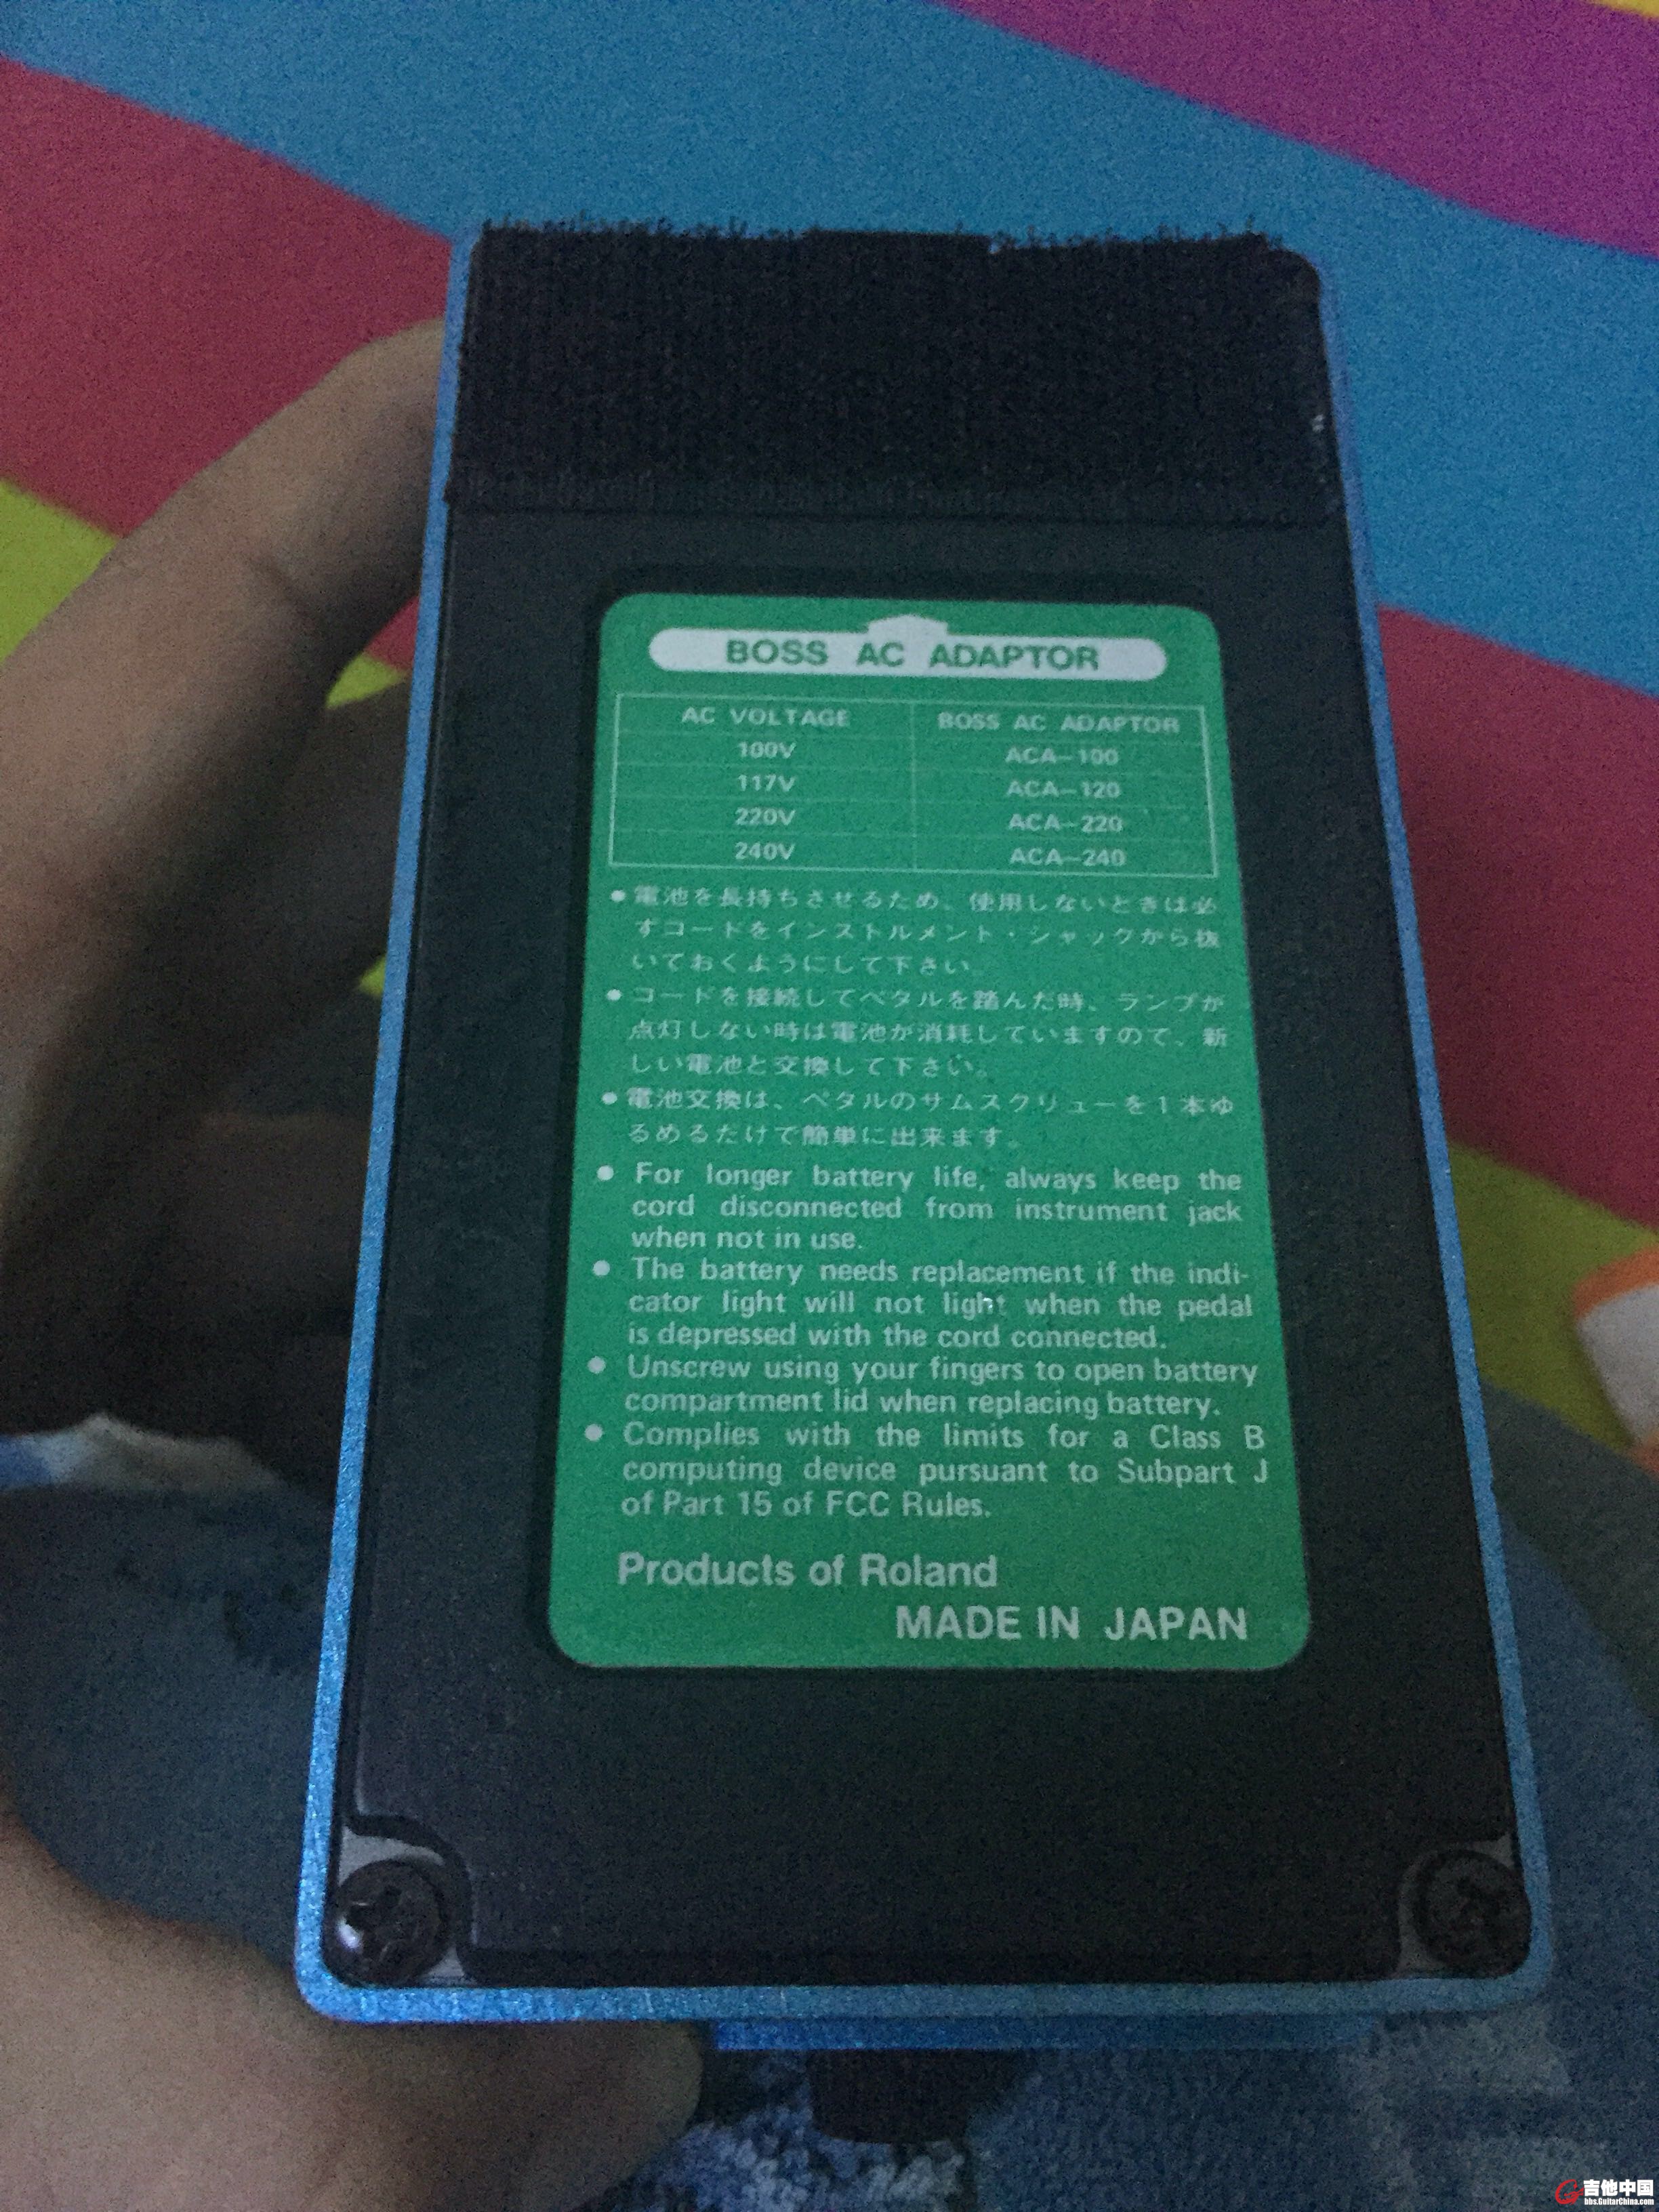 BOSS AC ADAPTOR
AC VOLTAGE BOSS AC ADAPTOR
100V ACA-100
117V ACA-120
220V ACA-220
240V ACA-240
●電池を長持ちさせるため、使用しないときは必
ずコードをインストルメント・ジャックから抜
いておくようにして下さい。
●コードを接続してペダルを踏んだ時、ランプが
点灯しない時は電池が消耗していますので、新
しい電池と交換して下さい。
●電池交換は、ペダルのサムスクリューを1本ゆ
るめるだけで簡単に出来ます。
● For longer battery life, always keep the
cord disconnected from instrument jack
when not in use.
● The battery needs replacement if the indi-
cator light will not light when the pedal
is depressed with the cord connected.
● Unscrew using your fingers to open battery
compartment lid when replacing battery.
● Complies with the limits for a Class B
computing device pursuant to Subpart J
of Part 15 of FCC Rules.
Products of Roland
MADE IN JAPAN
吉他中国
bbs.GuitarChina.com